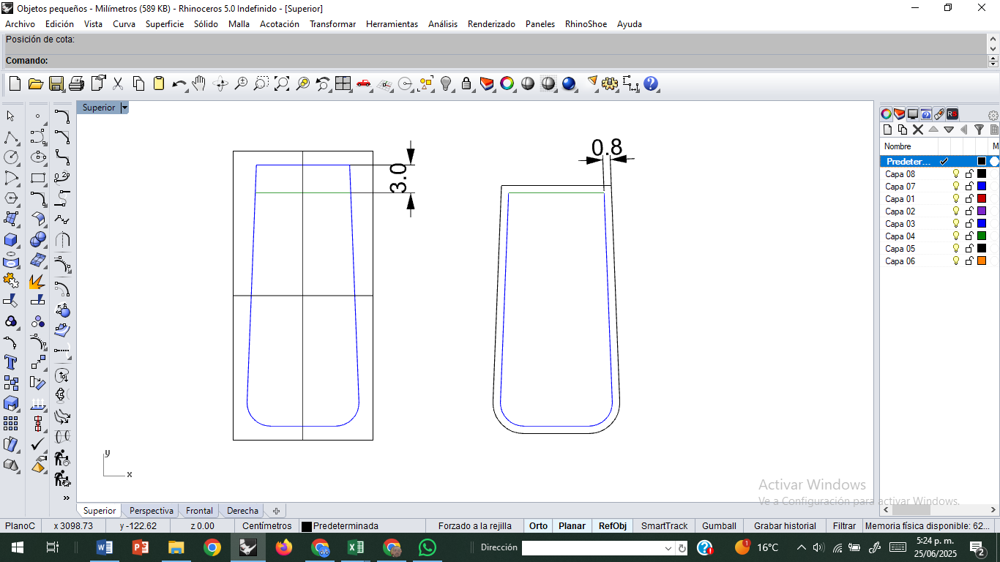 Objetos pequeños - Milímetros (589 KB) - Rhinoceros 5.0 Indefinido - [Superior]
Archivo Edición Vista Curva Superficie Sólido Malla Acotación Transformar Herramientas Análisis Renderizado Paneles RhinoShoe Ayuda
Posición de cota:
Comando:
Superior
3.0
0.8
y
x
Nombre M
Predeter...
Capa 08
Capa 07
Capa 01
Capa 02
Capa 03
Capa 04
Capa 05
Capa 06
Activar Windows
Ve a Configuración para activar Windows.
Superior Perspectiva Frontal Derecha
PlanoC x 3098.73 y -122.62 z 0.00 Centímetros Predeterminada Forzado a la rejilla Orto Planar RefObj SmartTrack Gumball Grabar historial Filtrar Memoria física disponible: 62...
Dirección 16°C 5:24 p. m.
25/06/2025